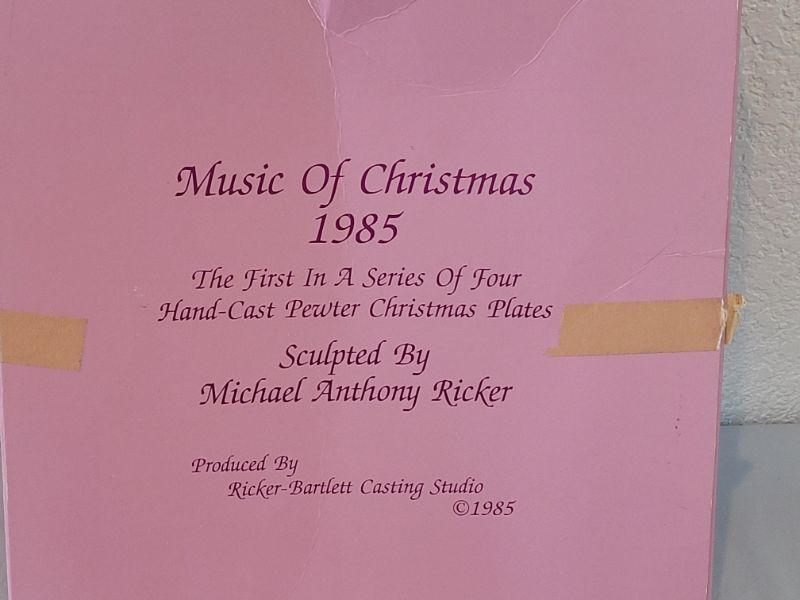 Music Of Christmas
1985
The First In A Series Of Four
Hand-Cast Pewter Christmas Plates
Sculpted By
Michael Anthony Ricker
Produced By
Ricker-Bartlett Casting Studio
©1985